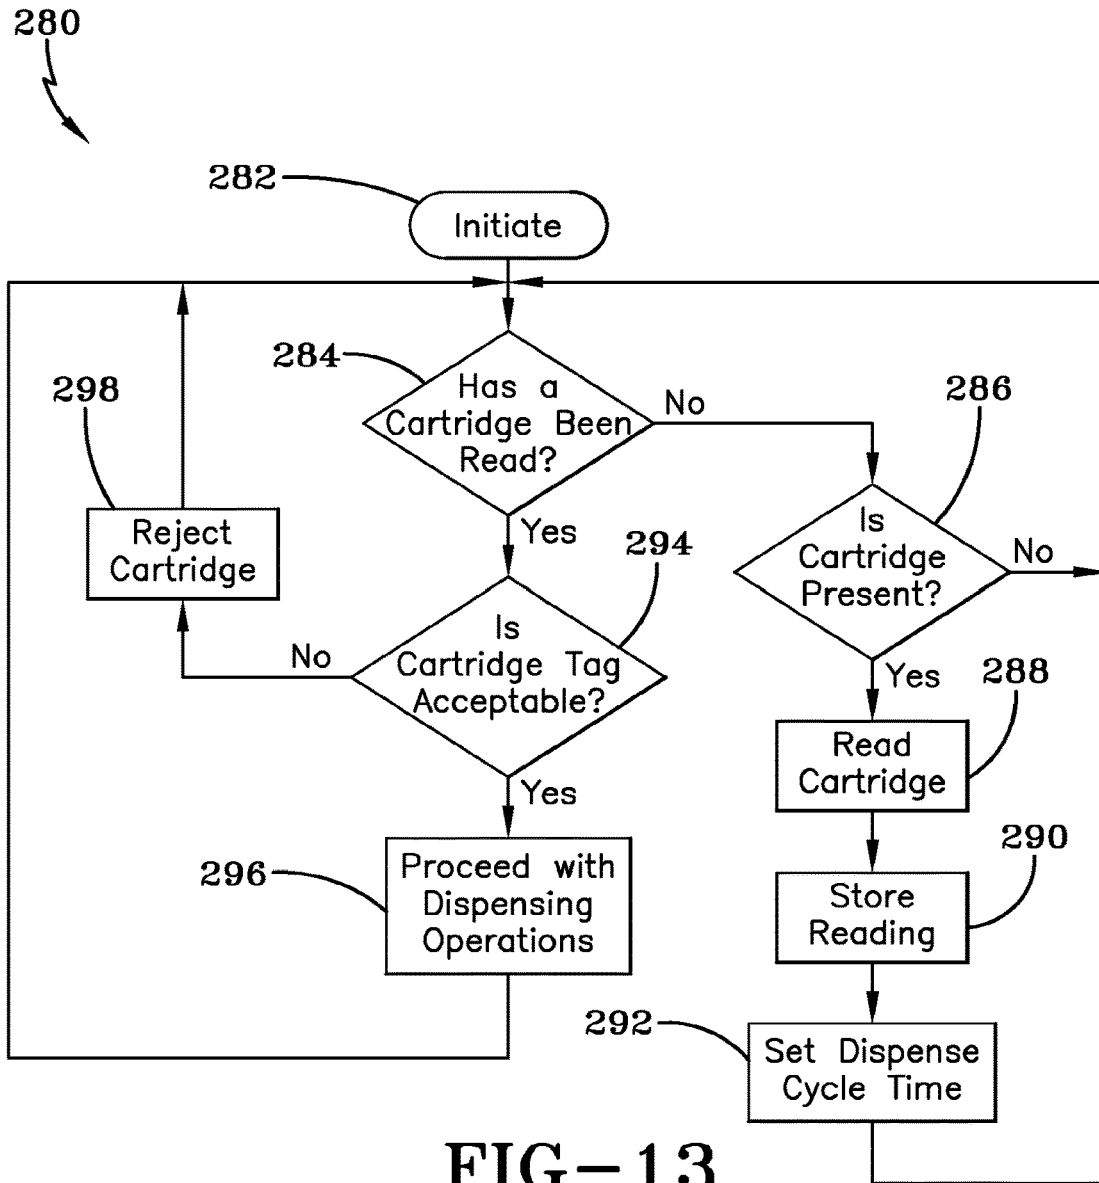 280
282
Initiate
284
Has a
Cartridge Been
Read?
No
286
298
Reject
Cartridge
Yes
294
Is
Cartridge
Present?
No
Is
Cartridge Tag
Acceptable?
No
Yes
288
Read
Cartridge
Yes
296
Proceed with
Dispensing
Operations
290
Store
Reading
292
Set Dispense
Cycle Time
FIG-13